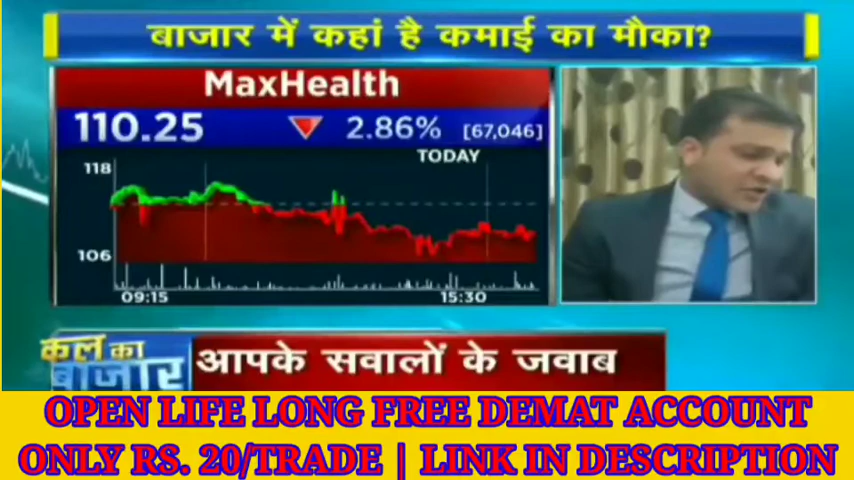 बाजार में कहां है कमाई का मौका?
MaxHealth
110.25 2.86% [67,046]
TODAY
118
106
09:15 15:30
कल का
बाजार
आपके सवालों के जवाब
OPEN LIFE LONG FREE DEMAT ACCOUNT
ONLY RS. 20/TRADE | LINK IN DESCRIPTION